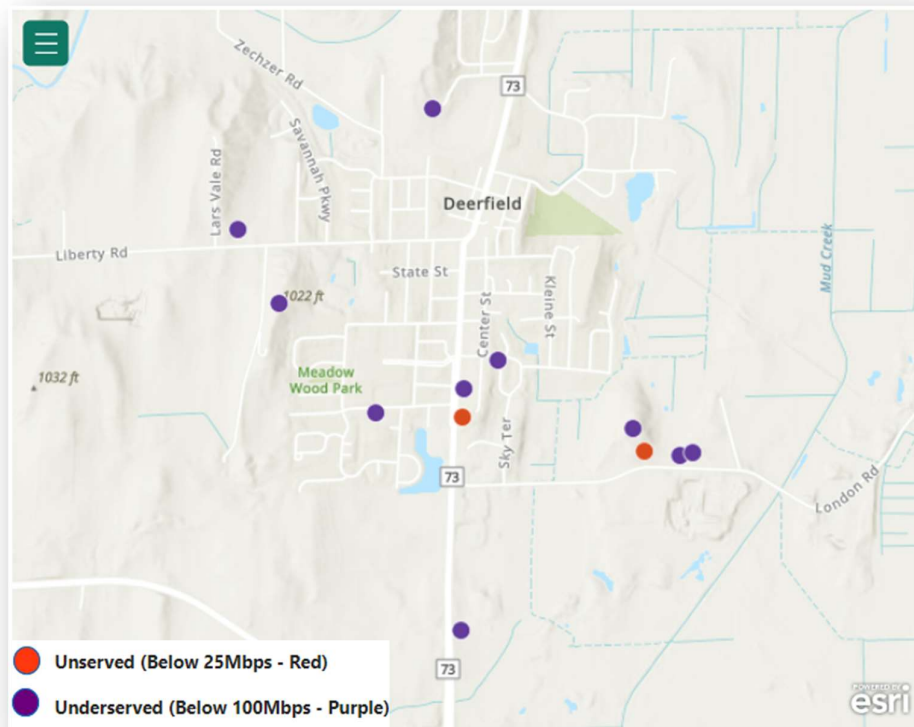 Zechzer Rd
73
Savannah Pkwy
Lars Vale Rd
Deerfield
Liberty Rd
Mud Creek
State St
Kleine St
1022 ft
Center St
1032 ft
Meadow
Wood Park
Sky Ter
73
London Rd
Unserved (Below 25Mbps - Red)
73
Underserved (Below 100Mbps - Purple)
POWERED BY
esri